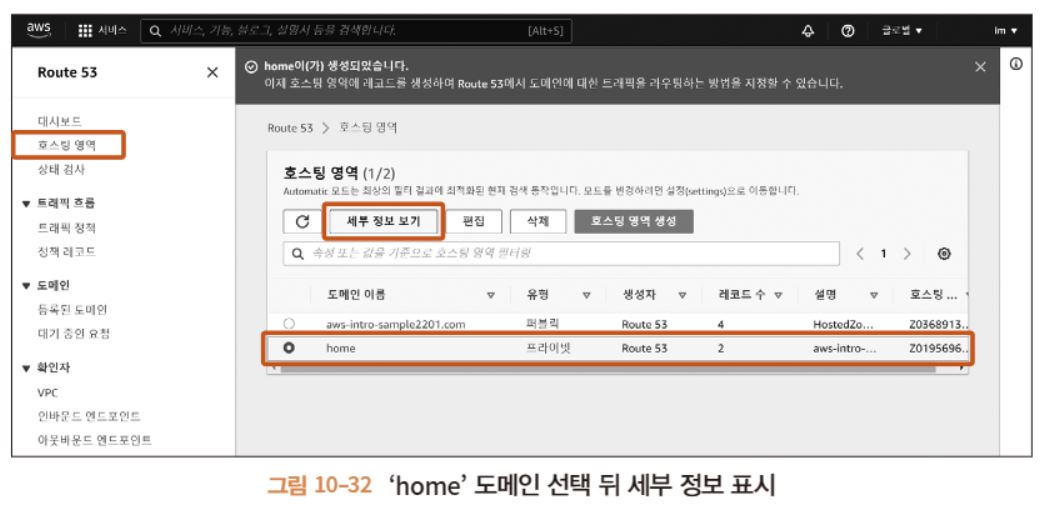 aws 서비스 서비스, 기능, 블로그, 설명서 등을 검색합니다. [Alt+S] 글로벌 ▼ im ▼
Route 53
home이(가) 생성되었습니다.
이제 호스팅 영역에 레코드를 생성하여 Route 53에서 도메인에 대한 트래픽을 라우팅하는 방법을 지정할 수 있습니다.
대시보드
호스팅 영역
상태 검사
▼ 트래픽 흐름
트래픽 정책
정책 레코드
▼ 도메인
등록된 도메인
대기 중인 요청
▼ 확인자
VPC
인바운드 엔드포인트
아웃바운드 엔드포인트
Route 53 > 호스팅 영역
호스팅 영역 (1/2)
Automatic 모드는 최상의 필터 결과에 최적화된 현재 검색 동작입니다. 모드를 변경하려면 설정(settings)으로 이동합니다.
세부 정보 보기 편집 삭제 호스팅 영역 생성
속성 또는 값을 기준으로 호스팅 영역 필터링 < 1 >
도메인 이름 유형 생성자 레코드 수 설명 호스팅 ...
aws-intro-sample2201.com 퍼블릭 Route 53 4 HostedZo... Z0368913...
home 프라이빗 Route 53 2 aws-intro-... Z0195696...
그림 10-32 ‘home’ 도메인 선택 뒤 세부 정보 표시